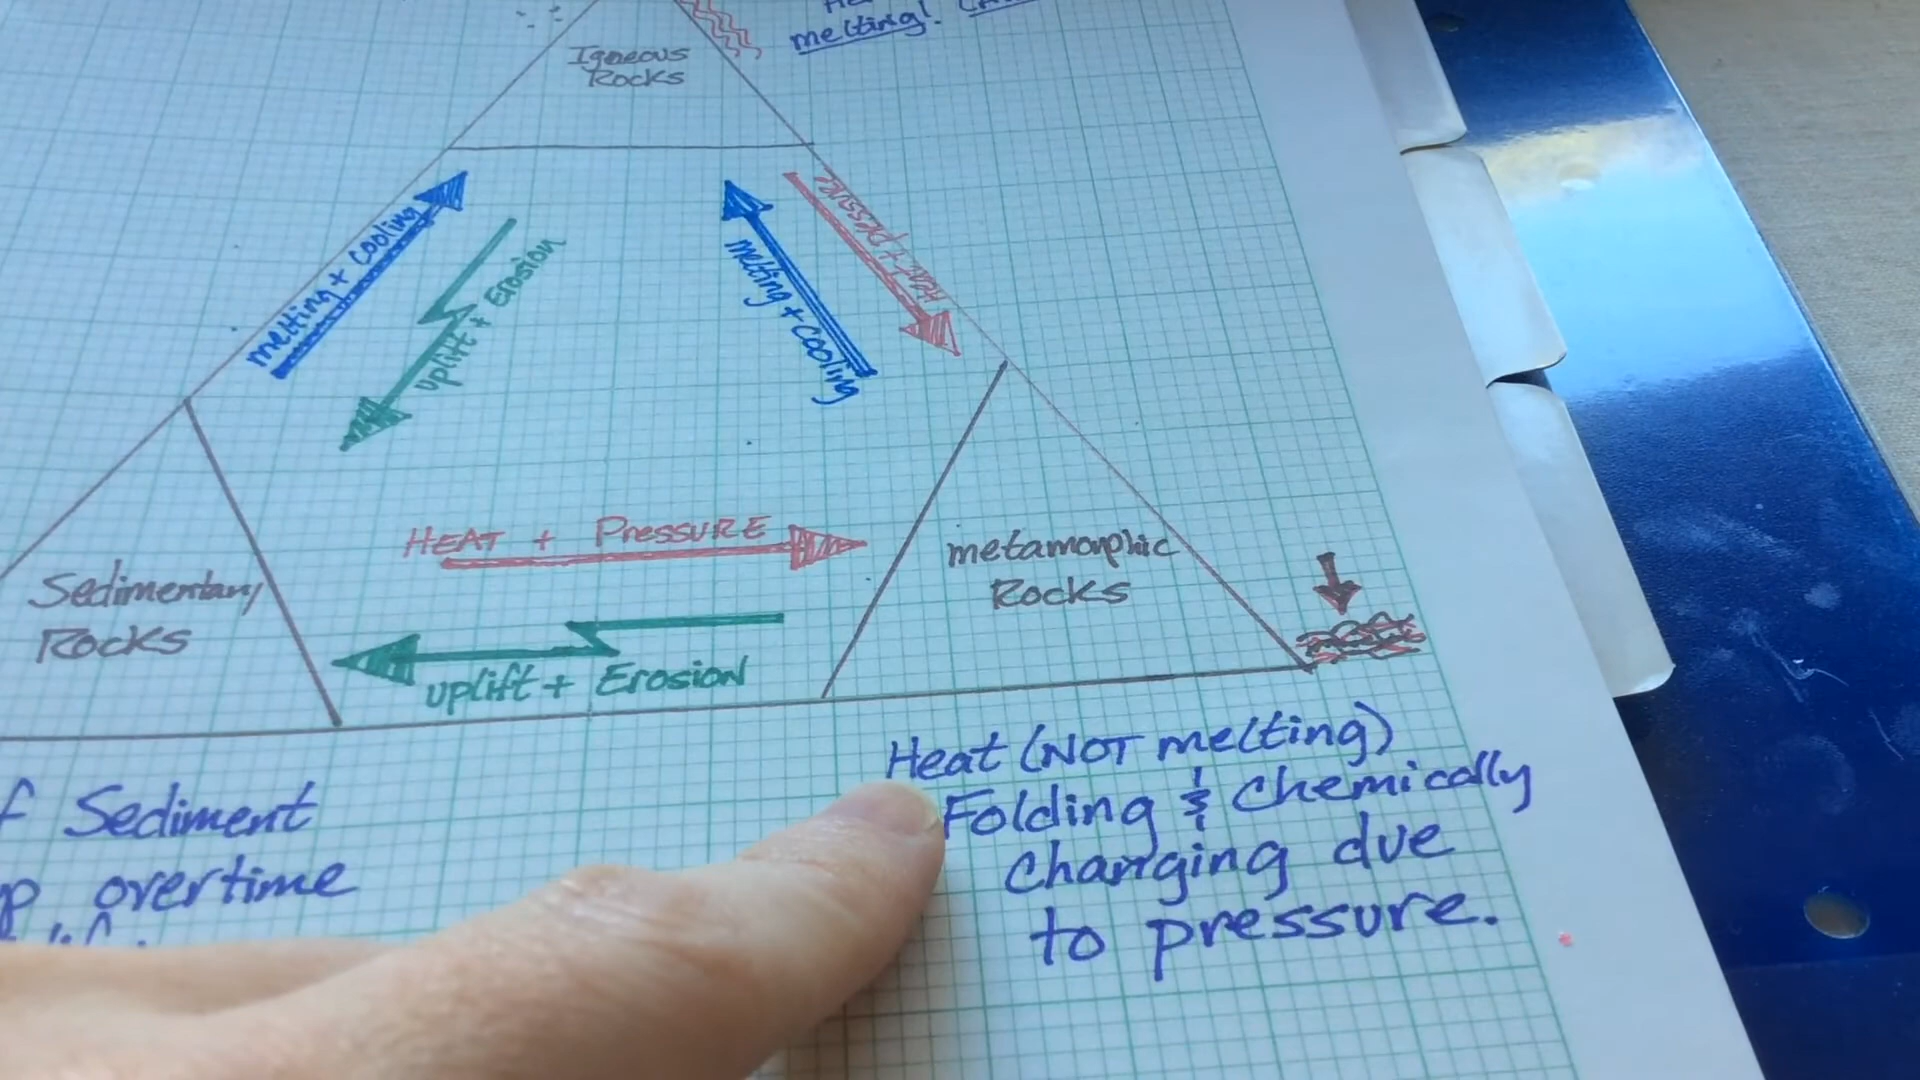 melting!
Igneous
Rocks
melting + cooling
uplift + Erosion
melting + cooling
Heat + pressure
HEAT + PRESSURE
metamorphic
Rocks
Sedimentary
Rocks
uplift + Erosion
Heat (NOT melting)
Folding & Chemically
Changing due
to pressure.
f Sediment
p overtime